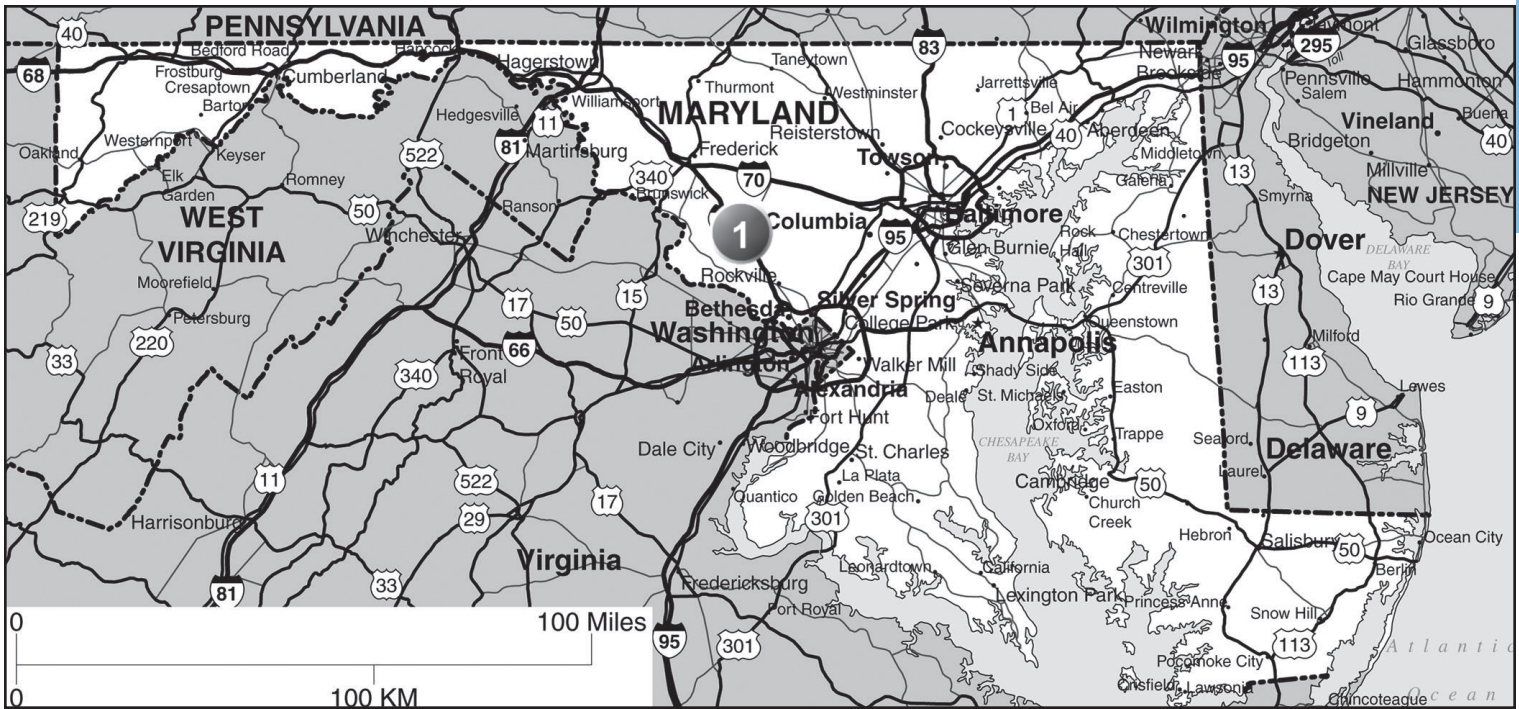 PENNSYLVANIA
40
83
Wilmington
Claymont
295
Toll
Glassboro
Bedford Road
Hancock
Hagerstown
Taneytown
Newark
95
68
Frostburg
Cumberland
Brookside
Pennsville
Hammonton
Cresaptown
Thurmont
Westminster
Jarrettsville
Salem
Barton
Williamsport
MARYLAND
1
Bel Air
Vineland
Buena
Hedgesville
11
Reisterstown
Cockeysville
40
Aberdeen
Bridgeton
40
Westernport
81
Martinsburg
Frederick
Towson
Middletown
Oakland
Keyser
522
340
70
Galena
13
Millville
Elk
Garden
Romney
Brunswick
Smyrna
NEW JERSEY
219
WEST
VIRGINIA
50
Ranson
1
Columbia
Baltimore
Winchester
95
Glen Burnie
Rock
Hall
Chestertown
Dover
DELAWARE
BAY
301
Cape May Court House
Moorefield
Rockville
Severna Park
Centreville
13
Rio Grande
9
17
15
Bethesda
Silver Spring
Petersburg
50
Washington
College Park
Queenstown
220
Annapolis
Milford
33
Front
Royal
66
Arlington
Walker Mill
Shady Side
113
340
Alexandria
Deale
St. Michaels
Easton
Lewes
Fort Hunt
Oxford
Trappe
9
Dale City
Woodbridge
St. Charles
CHESAPEAKE
BAY
Seaford
Delaware
La Plata
Laurel
11
522
Cambridge
50
Quantico
Golden Beach
17
Church
Creek
Harrisonburg
29
301
Hebron
Salisbury
50
Ocean City
Virginia
Leonardtown
California
Berlin
81
33
Fredericksburg
Lexington Park
Princess Anne
Port Royal
Snow Hill
0
100 Miles
95
301
113
Atlantic
Pocomoke City
0
100 KM
Crisfield
Lawsonia
Ocean
Chincoteague